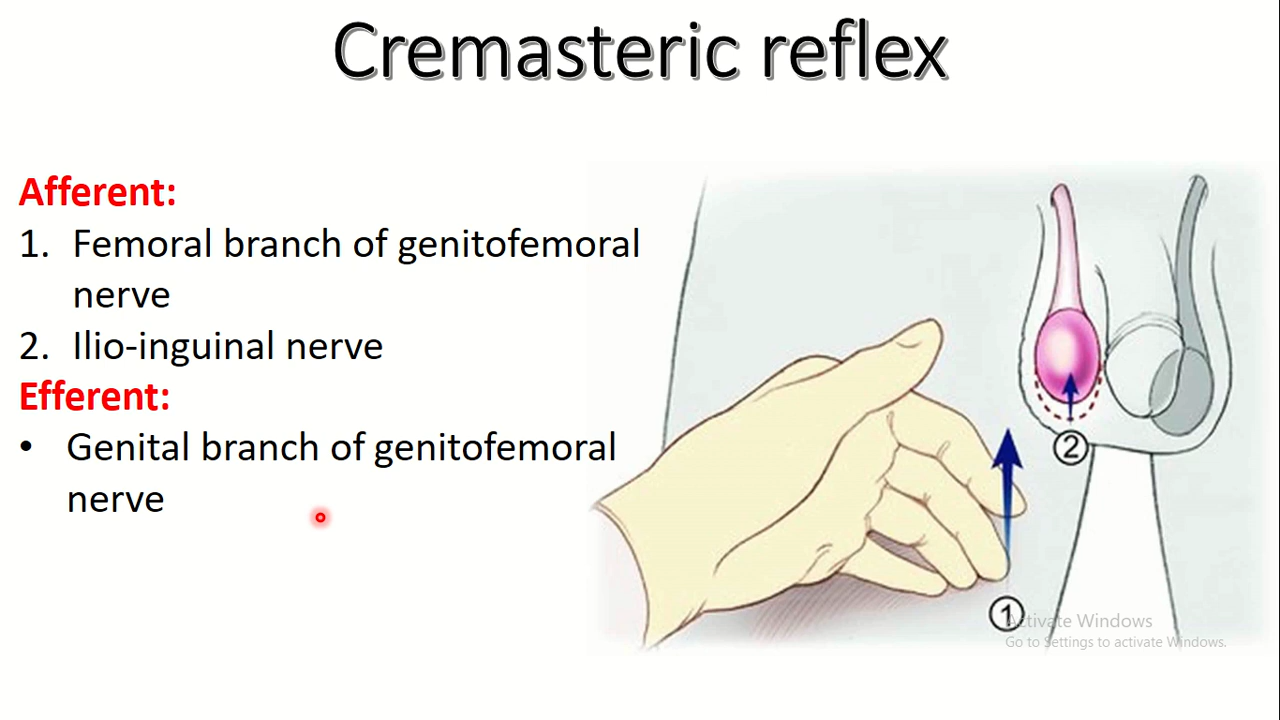 Cremasteric reflex
Afferent:
1. Femoral branch of genitofemoral
nerve
2. Ilio-inguinal nerve
Efferent:
• Genital branch of genitofemoral
nerve
②
①
Activate Windows
Go to Settings to activate Windows.